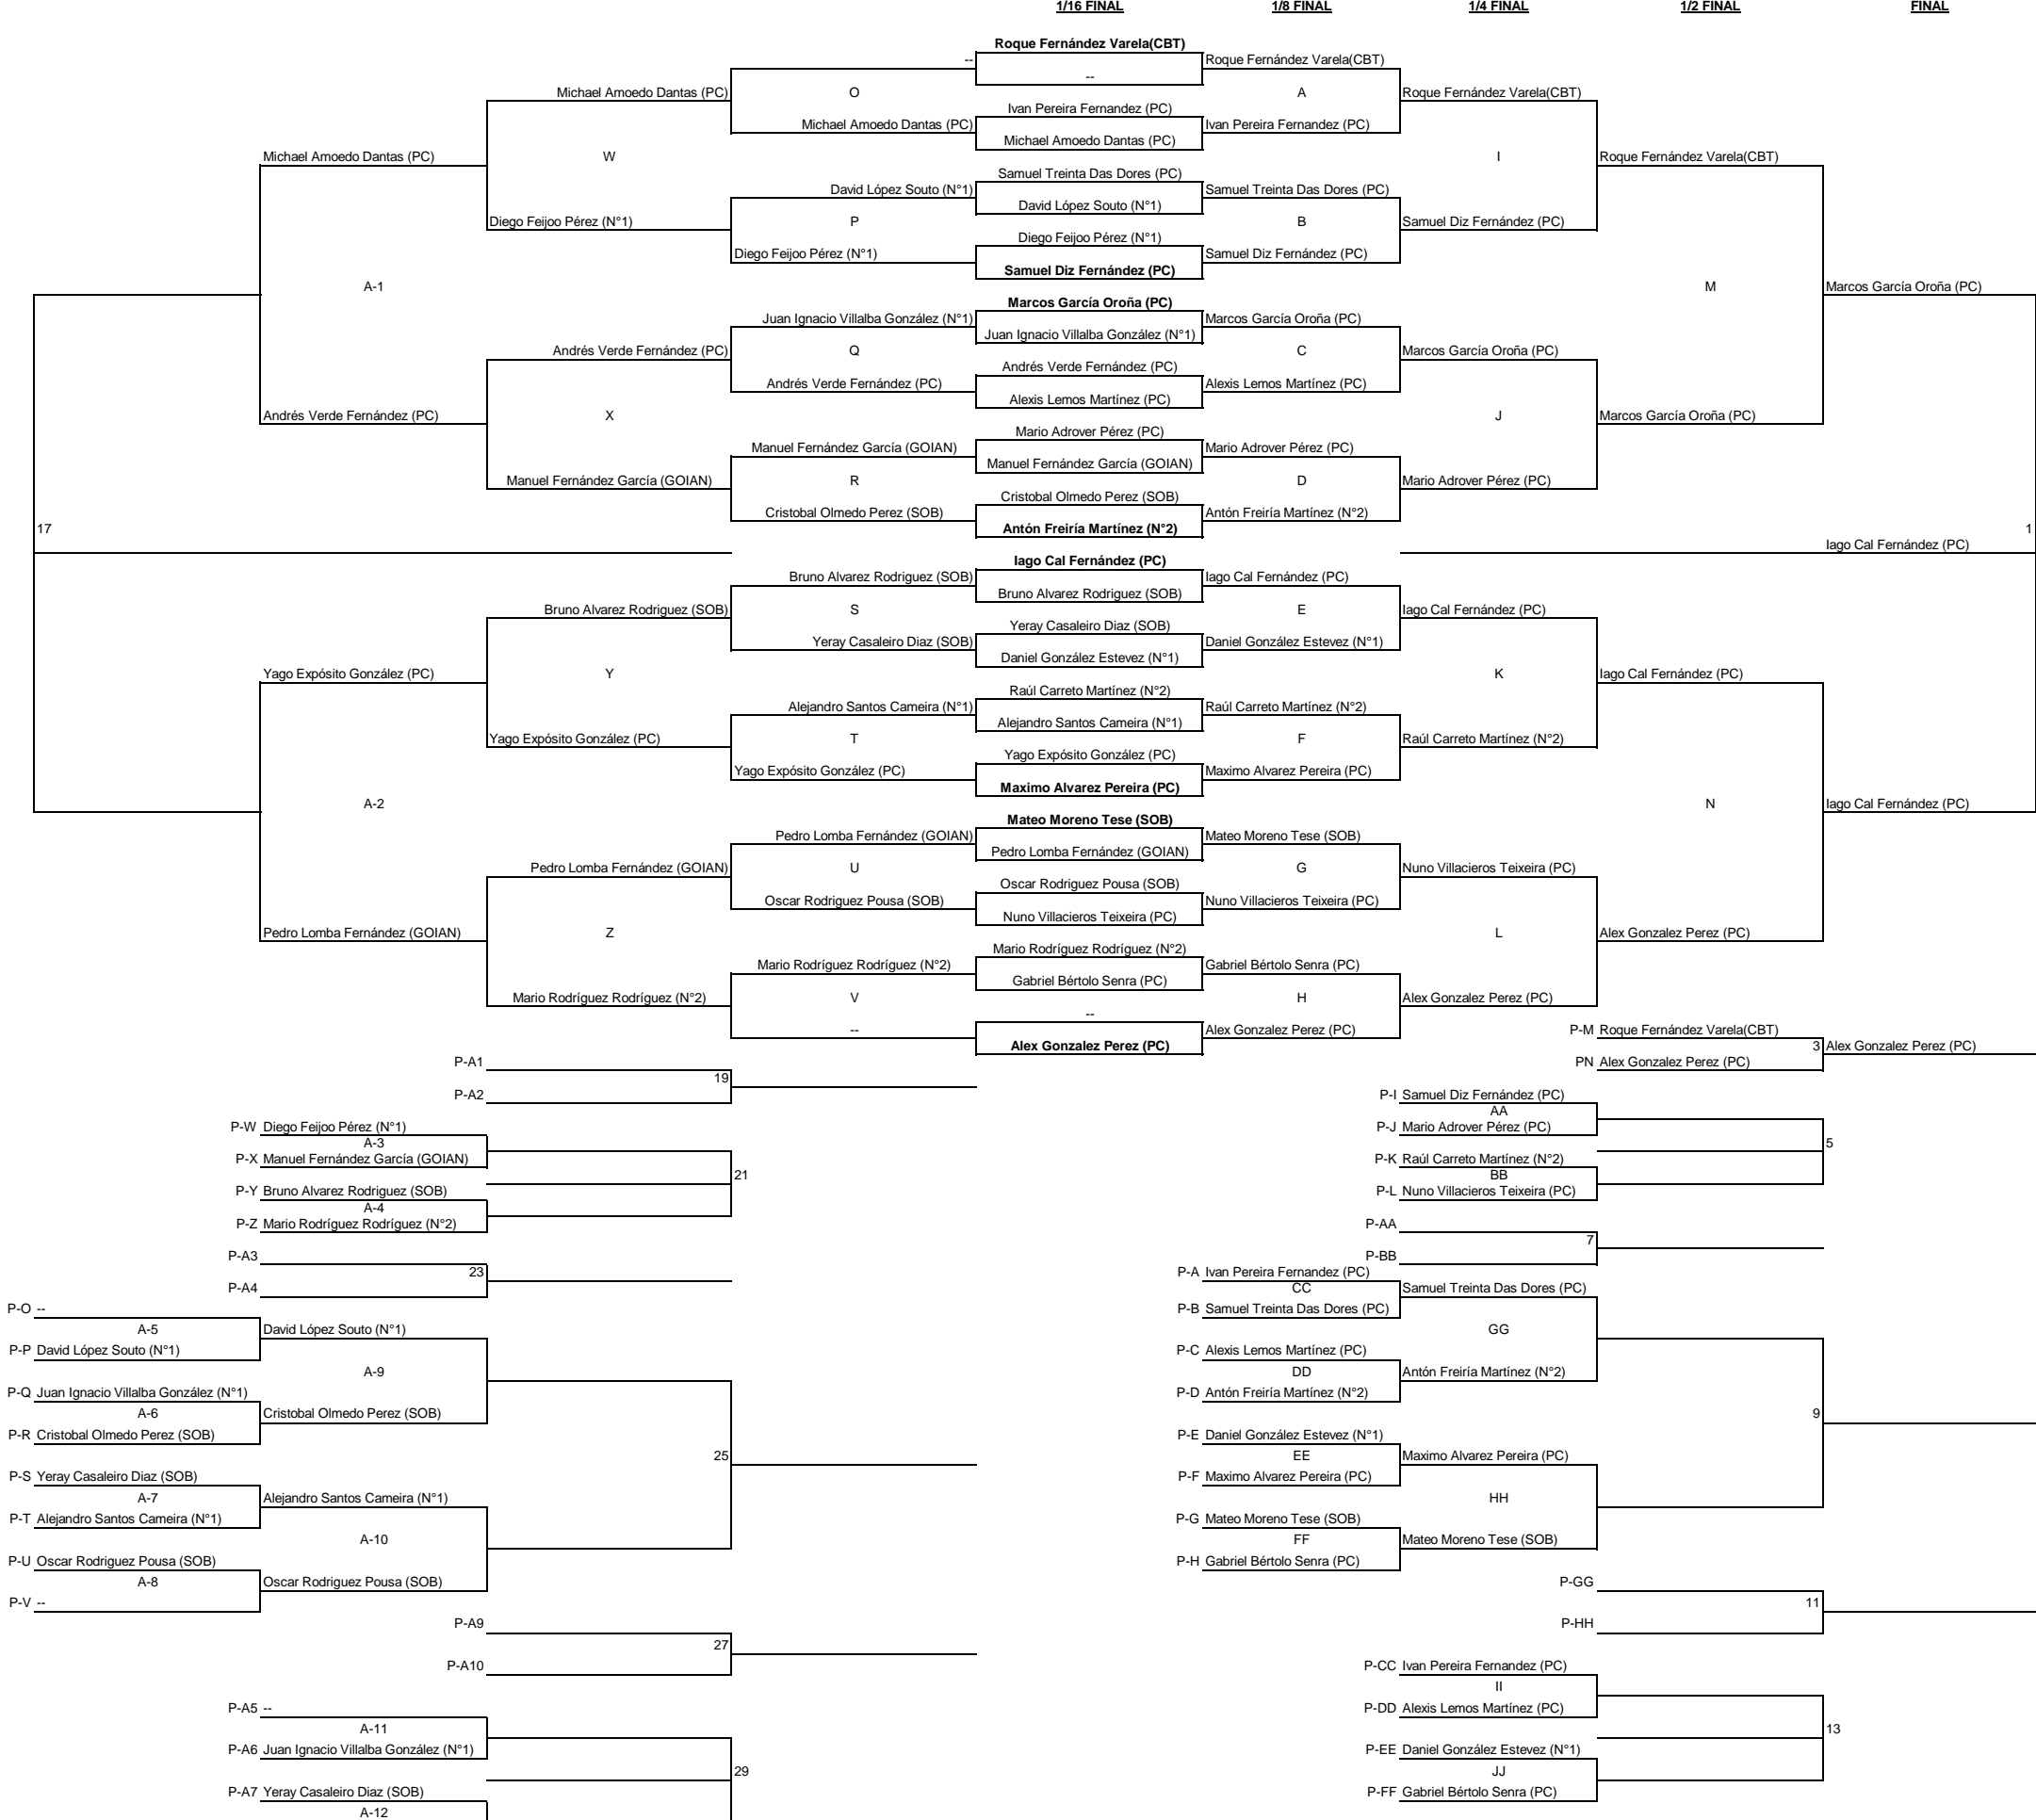 1/16 FINAL 1/8 FINAL 1/4 FINAL 1/2 FINAL FINAL
Roque Fernández Varela(CBT)
-- Roque Fernández Varela(CBT)
--
Michael Amoedo Dantas (PC) O A Roque Fernández Varela(CBT)
Ivan Pereira Fernandez (PC)
Michael Amoedo Dantas (PC) Ivan Pereira Fernandez (PC)
Michael Amoedo Dantas (PC)
Michael Amoedo Dantas (PC) W I Roque Fernández Varela(CBT)
Samuel Treinta Das Dores (PC)
David López Souto (N°1) Samuel Treinta Das Dores (PC)
David López Souto (N°1)
Diego Feijoo Pérez (N°1) P B Samuel Diz Fernández (PC)
Diego Feijoo Pérez (N°1)
Diego Feijoo Pérez (N°1) Samuel Diz Fernández (PC)
Samuel Diz Fernández (PC)
A-1 M Marcos García Oroña (PC)
Marcos García Oroña (PC)
Juan Ignacio Villalba González (N°1) Marcos García Oroña (PC)
Juan Ignacio Villalba González (N°1)
Andrés Verde Fernández (PC) Q C Marcos García Oroña (PC)
Andrés Verde Fernández (PC)
Andrés Verde Fernández (PC) Alexis Lemos Martínez (PC)
Alexis Lemos Martínez (PC)
Andrés Verde Fernández (PC) X J Marcos García Oroña (PC)
Mario Adrover Pérez (PC)
Manuel Fernández García (GOIAN) Mario Adrover Pérez (PC)
Manuel Fernández García (GOIAN)
Manuel Fernández García (GOIAN) R D Mario Adrover Pérez (PC)
Cristobal Olmedo Perez (SOB)
Cristobal Olmedo Perez (SOB) Antón Freiría Martínez (N°2)
17 Antón Freiría Martínez (N°2) 1
Iago Cal Fernández (PC)
Iago Cal Fernández (PC)
Bruno Alvarez Rodriguez (SOB) Iago Cal Fernández (PC)
Bruno Alvarez Rodriguez (SOB)
Bruno Alvarez Rodriguez (SOB) S E Iago Cal Fernández (PC)
Yeray Casaleiro Diaz (SOB)
Yeray Casaleiro Diaz (SOB) Daniel González Estevez (N°1)
Daniel González Estevez (N°1)
Yago Expósito González (PC) Y K Iago Cal Fernández (PC)
Raúl Carreto Martínez (N°2)
Alejandro Santos Cameira (N°1) Raúl Carreto Martínez (N°2)
Alejandro Santos Cameira (N°1)
Yago Expósito González (PC) T F Raúl Carreto Martínez (N°2)
Yago Expósito González (PC)
Yago Expósito González (PC) Maximo Alvarez Pereira (PC)
Maximo Alvarez Pereira (PC)
A-2 N Iago Cal Fernández (PC)
Mateo Moreno Tese (SOB)
Pedro Lomba Fernández (GOIAN) Mateo Moreno Tese (SOB)
Pedro Lomba Fernández (GOIAN)
Pedro Lomba Fernández (GOIAN) U G Nuno Villacieros Teixeira (PC)
Oscar Rodriguez Pousa (SOB)
Oscar Rodriguez Pousa (SOB) Nuno Villacieros Teixeira (PC)
Nuno Villacieros Teixeira (PC)
Pedro Lomba Fernández (GOIAN) Z L Alex Gonzalez Perez (PC)
Mario Rodríguez Rodríguez (N°2)
Mario Rodríguez Rodríguez (N°2) Gabriel Bértolo Senra (PC)
Gabriel Bértolo Senra (PC)
Mario Rodríguez Rodríguez (N°2) V H Alex Gonzalez Perez (PC)
--
-- Alex Gonzalez Perez (PC) P-M Roque Fernández Varela(CBT)
Alex Gonzalez Perez (PC) 3 Alex Gonzalez Perez (PC)
P-A1 PN Alex Gonzalez Perez (PC)
19
P-A2 P-I Samuel Diz Fernández (PC)
AA
P-W Diego Feijoo Pérez (N°1) P-J Mario Adrover Pérez (PC)
A-3 5
P-X Manuel Fernández García (GOIAN) P-K Raúl Carreto Martínez (N°2)
21 BB
P-Y Bruno Alvarez Rodriguez (SOB) P-L Nuno Villacieros Teixeira (PC)
A-4
P-Z Mario Rodríguez Rodríguez (N°2) P-AA
7
P-A3 P-BB
23 P-A Ivan Pereira Fernandez (PC)
P-A4 CC Samuel Treinta Das Dores (PC)
P-O -- P-B Samuel Treinta Das Dores (PC)
A-5 David López Souto (N°1) GG
P-P David López Souto (N°1) P-C Alexis Lemos Martínez (PC)
A-9 DD Antón Freiría Martínez (N°2)
P-Q Juan Ignacio Villalba González (N°1) P-D Antón Freiría Martínez (N°2)
A-6 Cristobal Olmedo Perez (SOB) 9
P-R Cristobal Olmedo Perez (SOB) P-E Daniel González Estevez (N°1)
25 EE Maximo Alvarez Pereira (PC)
P-S Yeray Casaleiro Diaz (SOB) P-F Maximo Alvarez Pereira (PC)
A-7 Alejandro Santos Cameira (N°1) HH
P-T Alejandro Santos Cameira (N°1) P-G Mateo Moreno Tese (SOB)
A-10 FF Mateo Moreno Tese (SOB)
P-U Oscar Rodriguez Pousa (SOB) P-H Gabriel Bértolo Senra (PC)
A-8 Oscar Rodriguez Pousa (SOB) P-GG
P-V -- 11
P-A9 P-HH
27
P-A10 P-CC Ivan Pereira Fernandez (PC)
II
P-A5 -- P-DD Alexis Lemos Martínez (PC)
A-11 13
P-A6 Juan Ignacio Villalba González (N°1) P-EE Daniel González Estevez (N°1)
29 JJ
P-A7 Yeray Casaleiro Diaz (SOB) P-FF Gabriel Bértolo Senra (PC)
A-12